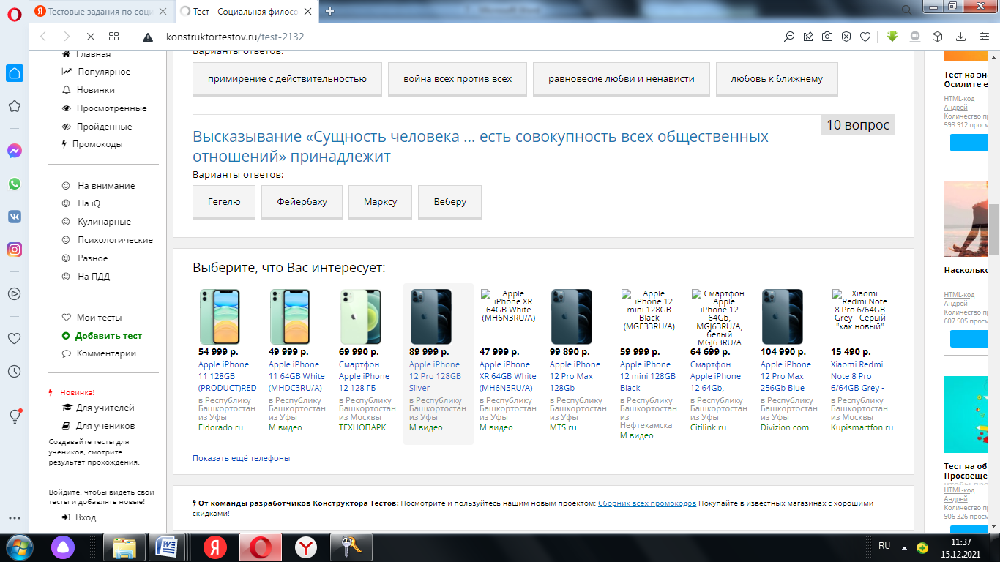 Тестовые задания по соци
Тест - Социальная филосо
konstruktortestov.ru/test-2132
Главная
Популярное
Новинки
Просмотренные
Пройденные
Промокоды
На внимание
На iQ
Кулинарные
Психологические
Разное
На ПДД
Мои тесты
Добавить тест
Комментарии
Новинка!
Для учителей
Для учеников
Создавайте тесты для
учеников, смотрите
результат прохождения.
Войдите, чтобы видеть свои
тесты и добавлять новые!
Вход
Варианты ответов:
примирение с действительностью
война всех против всех
равновесие любви и ненависти
любовь к ближнему
10 вопрос
Высказывание «Сущность человека ... есть совокупность всех общественных
отношений» принадлежит
Варианты ответов:
Гегелю
Фейербаху
Марксу
Веберу
Выберите, что Вас интересует:
54 999 р.
Apple iPhone
11 128GB
(PRODUCT)RED
в Республику
Башкортостан
из Уфы
Eldorado.ru
49 999 р.
Apple iPhone
11 64GB White
(MHDC3RU/A)
в Республику
Башкортостан
из Уфы
М.видео
69 990 р.
Смартфон
Apple iPhone
12 128 ГБ
в Республику
Башкортостан
из Москвы
ТЕХНОПАРК
89 999 р.
Apple iPhone
12 Pro 128GB
Silver
в Республику
Башкортостан
из Уфы
М.видео
Apple
iPhone XR
64GB White
(MH6N3RU/A)
47 999 р.
Apple iPhone
XR 64GB White
(MH6N3RU/A)
в Республику
Башкортостан
из Уфы
М.видео
99 890 р.
Apple iPhone
12 Pro Max
128Gb
в Республику
Башкортостан
из Уфы
MTS.ru
Apple
iPhone 12
mini 128GB
Black
(MGE33RU/A)
59 999 р.
Apple iPhone
12 mini 128GB
Black
в Республику
Башкортостан
из
Нефтекамска
М.видео
Смартфон
Apple
iPhone 12
64Gb,
MGJ63RU/A,
белый
MGJ63RU/A
64 699 р.
Смартфон
Apple iPhone
12 64Gb,
в Республику
Башкортостан
из Уфы
Citilink.ru
104 990 р.
Apple iPhone
12 Pro Max
256Gb Blue
в Республику
Башкортостан
из Уфы
Divizion.com
Xiaomi
Redmi Note
8 Pro 6/64GB
Grey - Серый
"как новый"
15 490 р.
Xiaomi Redmi
Note 8 Pro
6/64GB Grey -
в Республику
Башкортостан
из Москвы
Kupismartfon.ru
Показать ещё телефоны
От команды разработчиков Конструктора Тестов: Посмотрите и пользуйтесь нашим новым проектом: Сборник всех промокодов Покупайте в известных магазинах с хорошими
скидками!
Тест на зн
Осилите е
HTML-код
Андрей
Количество п
593 912 просм
Насколько
HTML-код
Андрей
Количество п
607 505 просм
Тест на об
Просвеще
HTML-код
Андрей
Количество п
906 326 просм
RU
11:37
15.12.2021